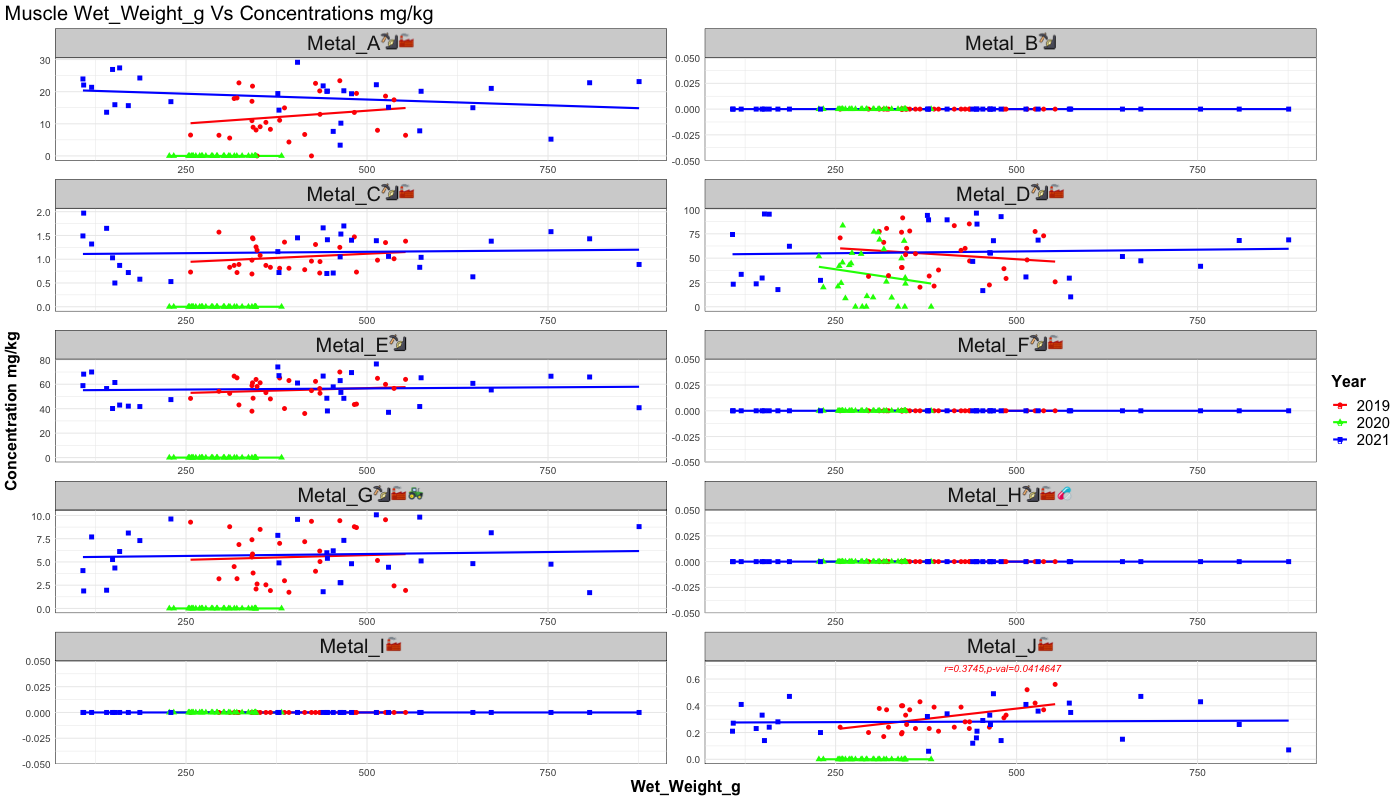 Muscle Wet_Weight_g Vs Concentrations mg/kg
Metal_A
30
20
10
0
250 500 750
Metal_B
0.050
0.025
0.000
-0.025
-0.050
250 500 750
Metal_C
2.0
1.5
1.0
0.5
0.0
250 500 750
Metal_D
100
75
50
25
0
250 500 750
Metal_E
80
60
40
20
0
250 500 750
Metal_F
0.050
0.025
0.000
-0.025
-0.050
250 500 750
Metal_G
10.0
7.5
5.0
2.5
0.0
250 500 750
Metal_H
0.050
0.025
0.000
-0.025
-0.050
250 500 750
Metal_I
0.050
0.025
0.000
-0.025
-0.050
250 500 750
Metal_J
r=0.3745,p-val=0.0414647
0.6
0.4
0.2
0.0
250 500 750
Concentration mg/kg
Wet_Weight_g
Year
2019
2020
2021